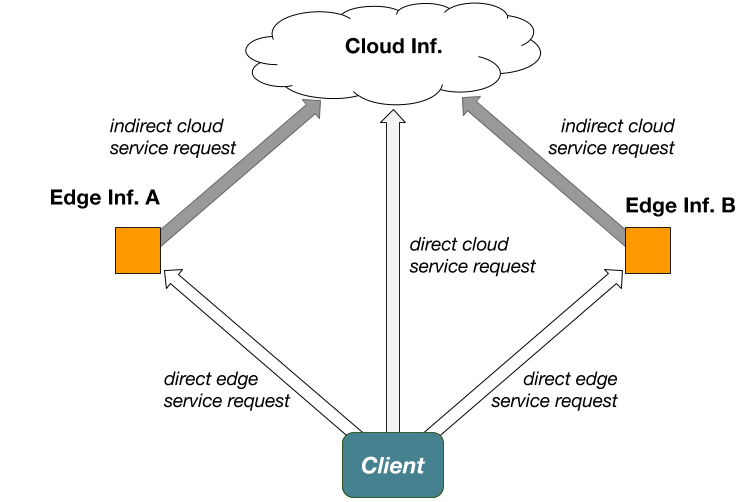 Cloud Inf.
indirect cloud
service request
indirect cloud
service request
Edge Inf. A
Edge Inf. B
direct cloud
service request
direct edge
service request
direct edge
service request
Client